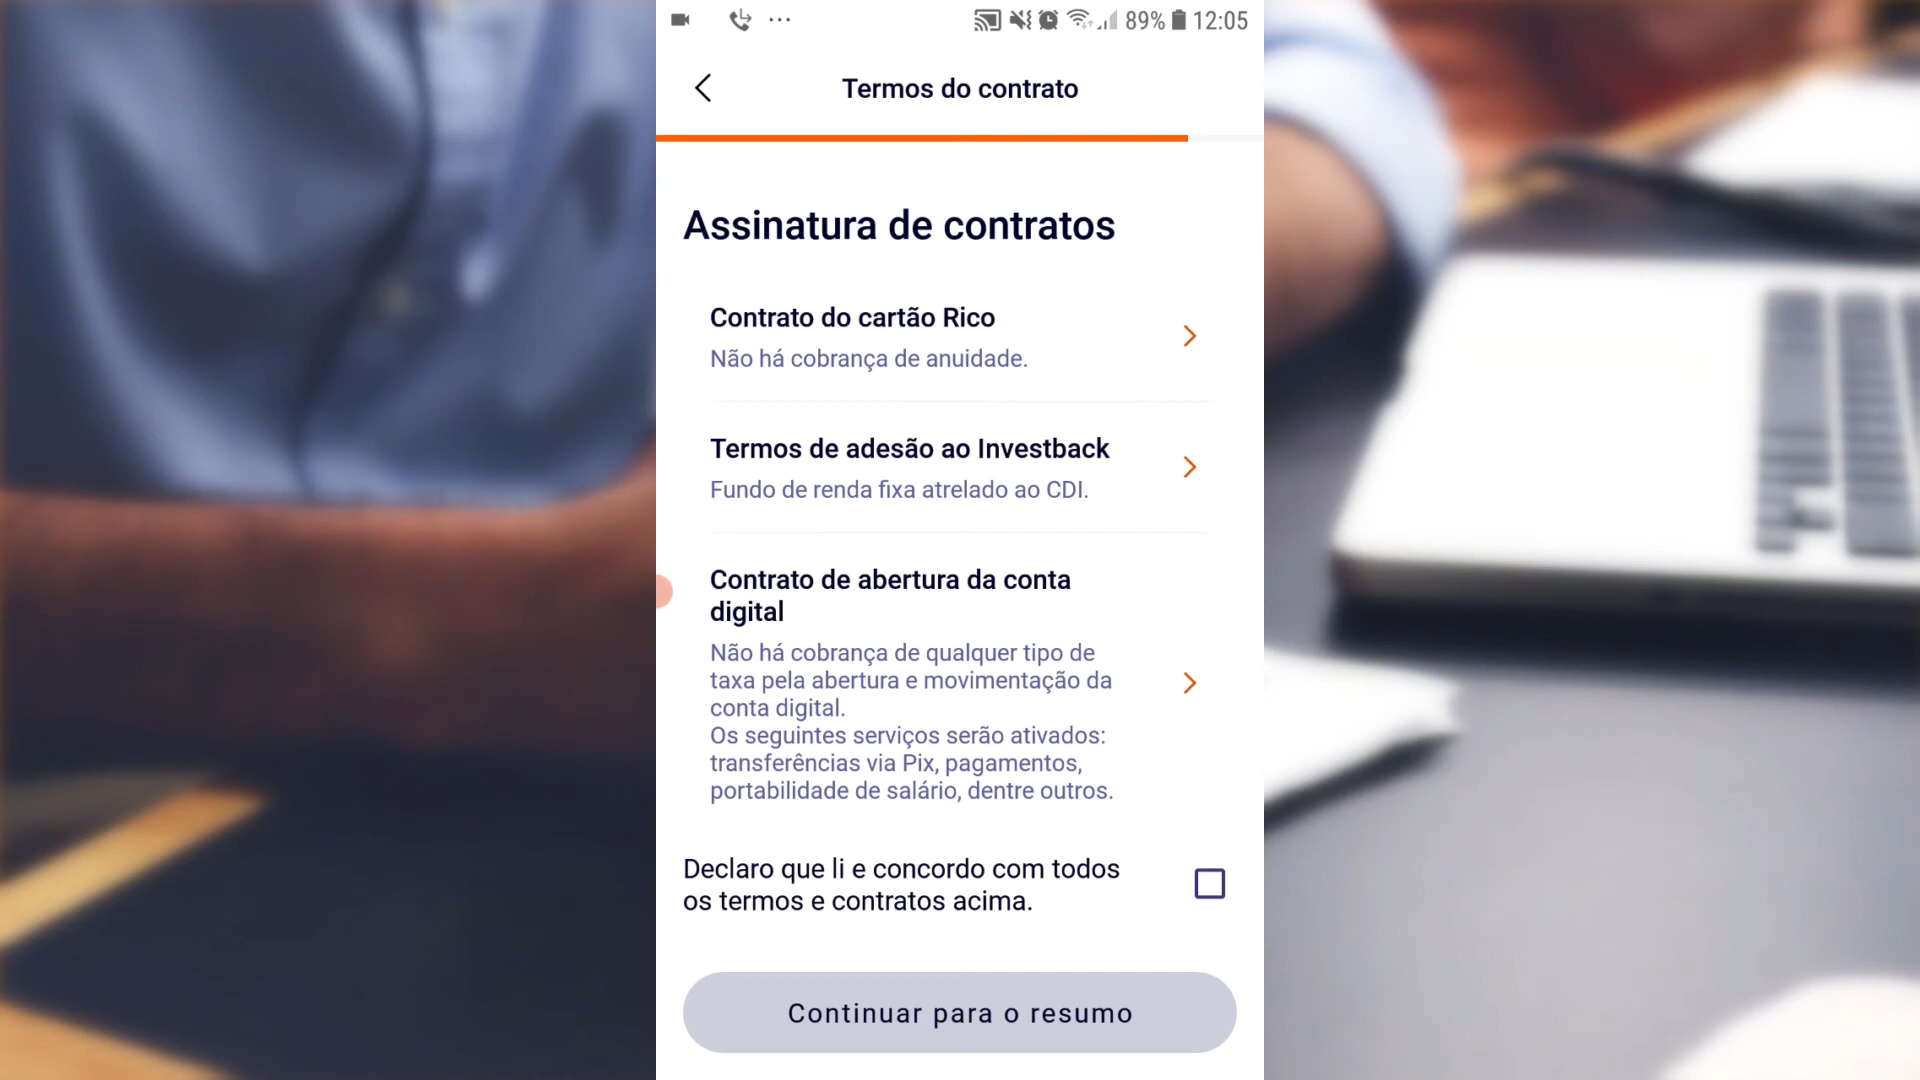 89% 12:05
Termos do contrato
Assinatura de contratos
Contrato do cartão Rico
Não há cobrança de anuidade.
Termos de adesão ao Investback
Fundo de renda fixa atrelado ao CDI.
Contrato de abertura da conta
digital
Não há cobrança de qualquer tipo de
taxa pela abertura e movimentação da
conta digital.
Os seguintes serviços serão ativados:
transferências via Pix, pagamentos,
portabilidade de salário, dentre outros.
Declaro que li e concordo com todos
os termos e contratos acima.
Continuar para o resumo